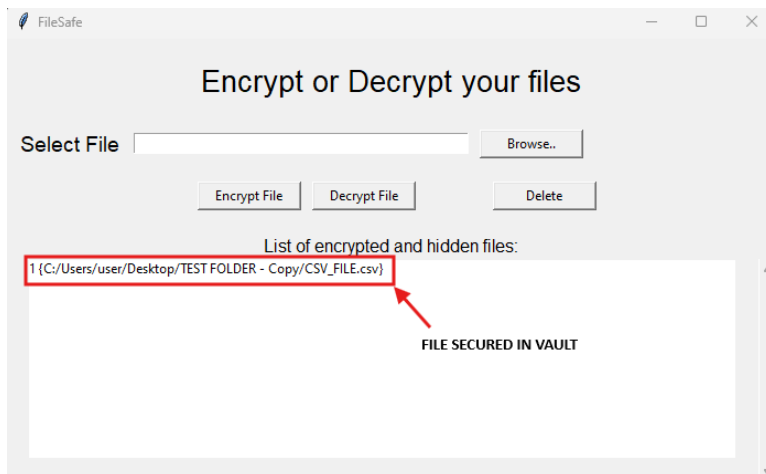 FileSafe
Encrypt or Decrypt your files
Select File Browse..
Encrypt File Decrypt File Delete
List of encrypted and hidden files:
1 {C:/Users/user/Desktop/TEST FOLDER - Copy/CSV_FILE.csv}
FILE SECURED IN VAULT